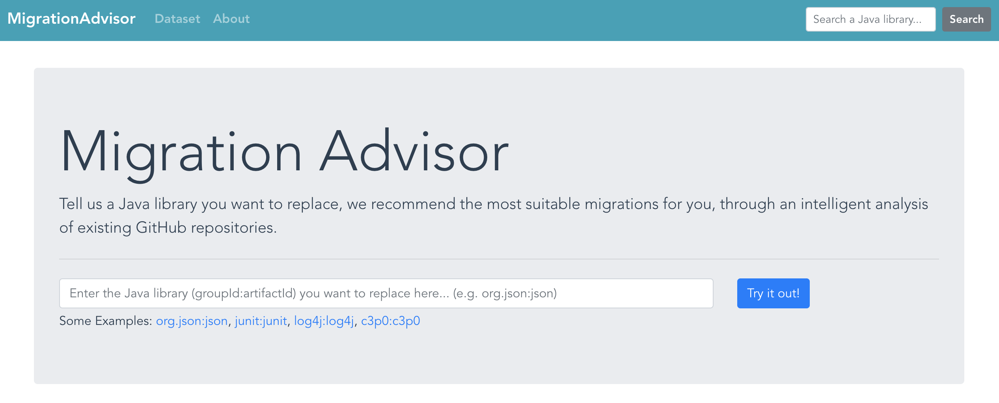 MigrationAdvisor Dataset About Search a Java library... Search
Migration Advisor
Tell us a Java library you want to replace, we recommend the most suitable migrations for you, through an intelligent analysis
of existing GitHub repositories.
Enter the Java library (groupId:artifactId) you want to replace here... (e.g. org.json:json) Try it out!
Some Examples: org.json:json, junit:junit, log4j:log4j, c3p0:c3p0